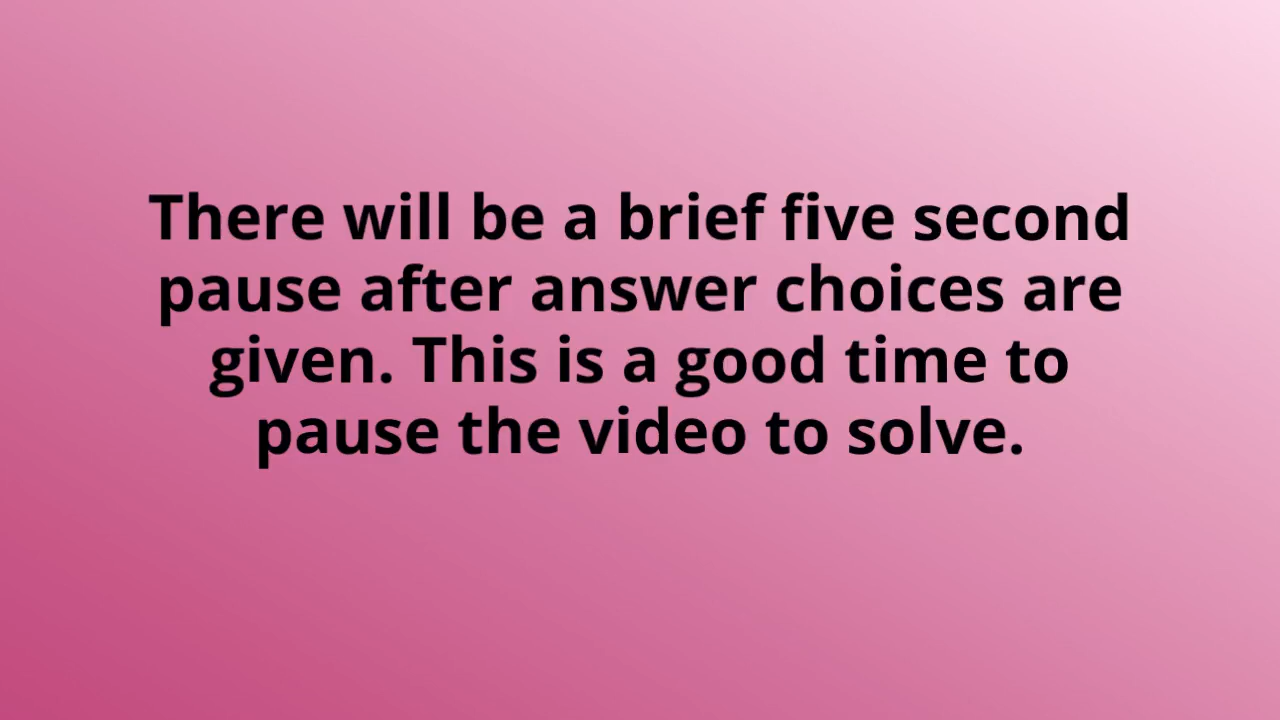 There will be a brief five second
pause after answer choices are
given. This is a good time to
pause the video to solve.